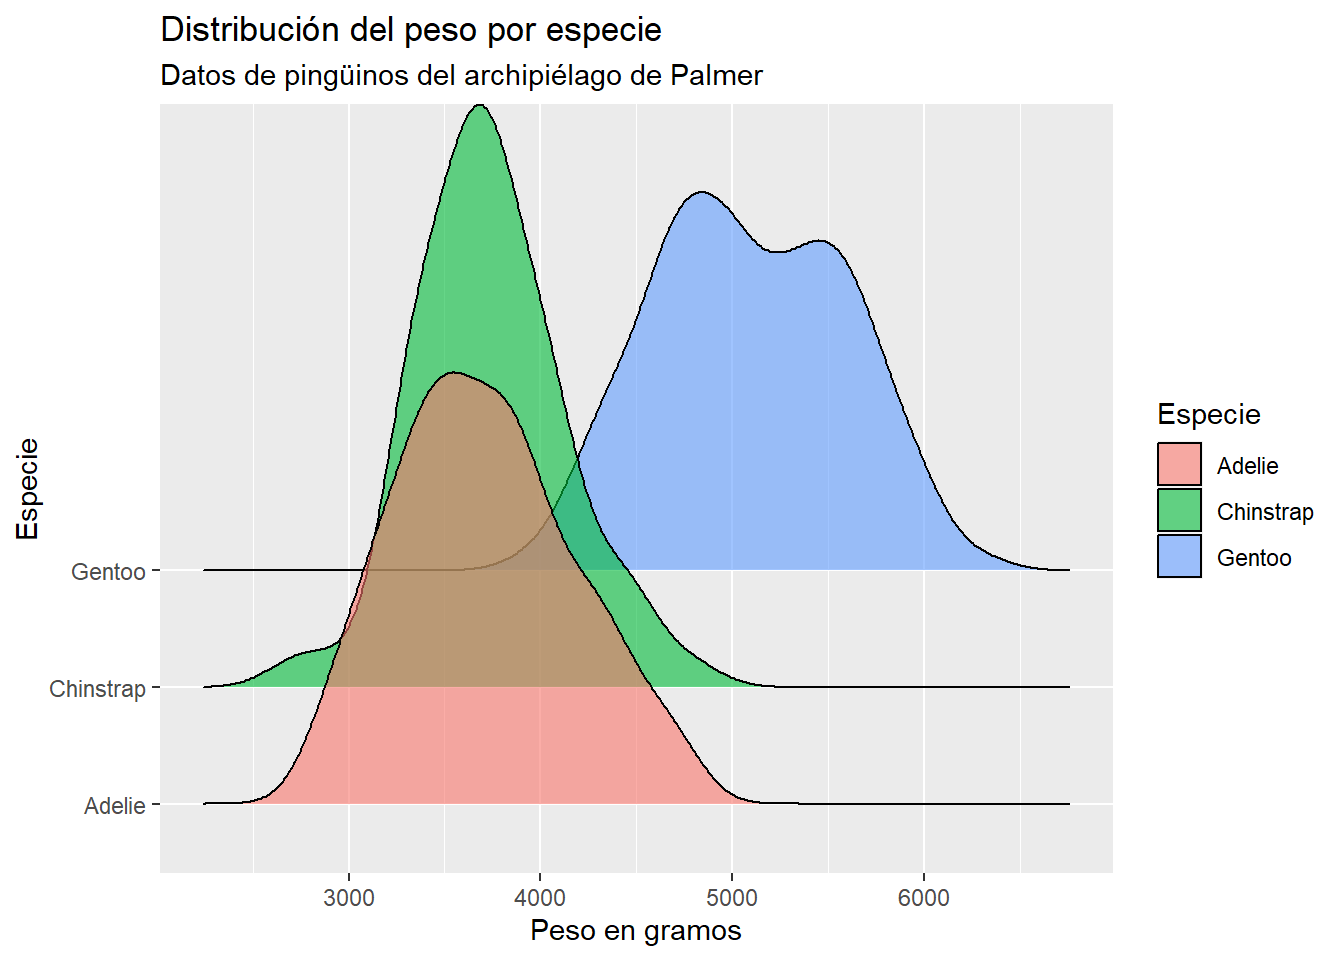 Distribución del peso por especie
Datos de pingüinos del archipiélago de Palmer
Especie
Gentoo
Chinstrap
Adelie
3000 4000 5000 6000
Peso en gramos
Especie
Adelie
Chinstrap
Gentoo